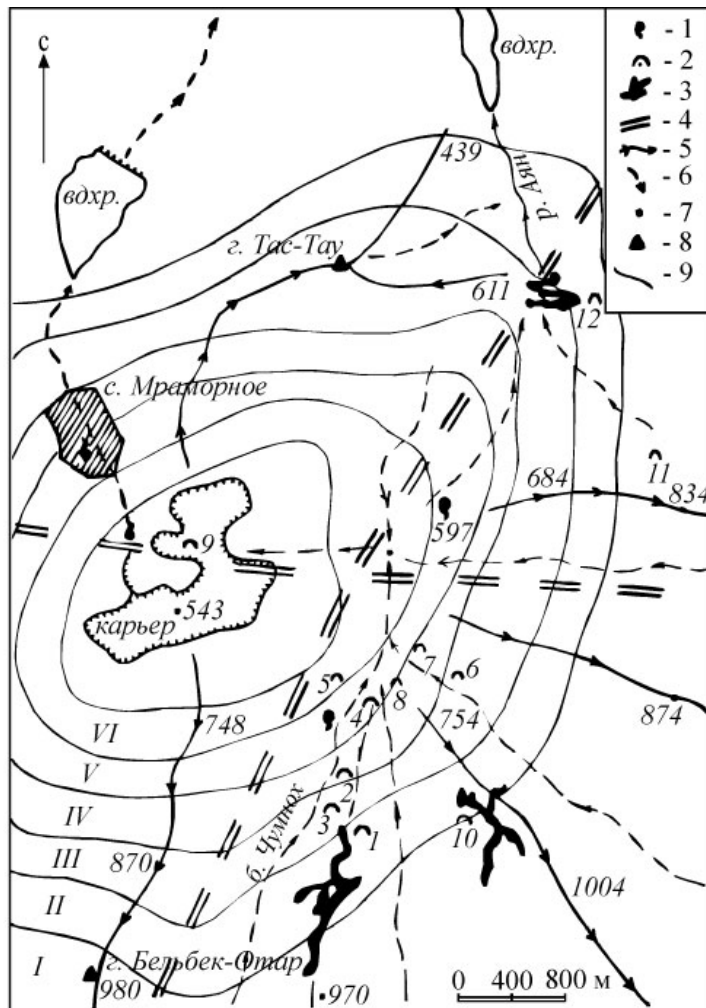 с
вдхр.
- 1
- 2
- 3
- 4
- 5
- 6
- 7
- 8
- 9
439
р. Аян
вдхр.
г. Тас-Тау
611
12
с. Мраморное
11
684
834
597
9
543
карьер
7
6
5
8
41
754
874
VI
748
V
2
IV
3
б. Чумнох
1
10
III
870
II
1004
I
г. Бельбек-Отар
980
970
0 400 800 м